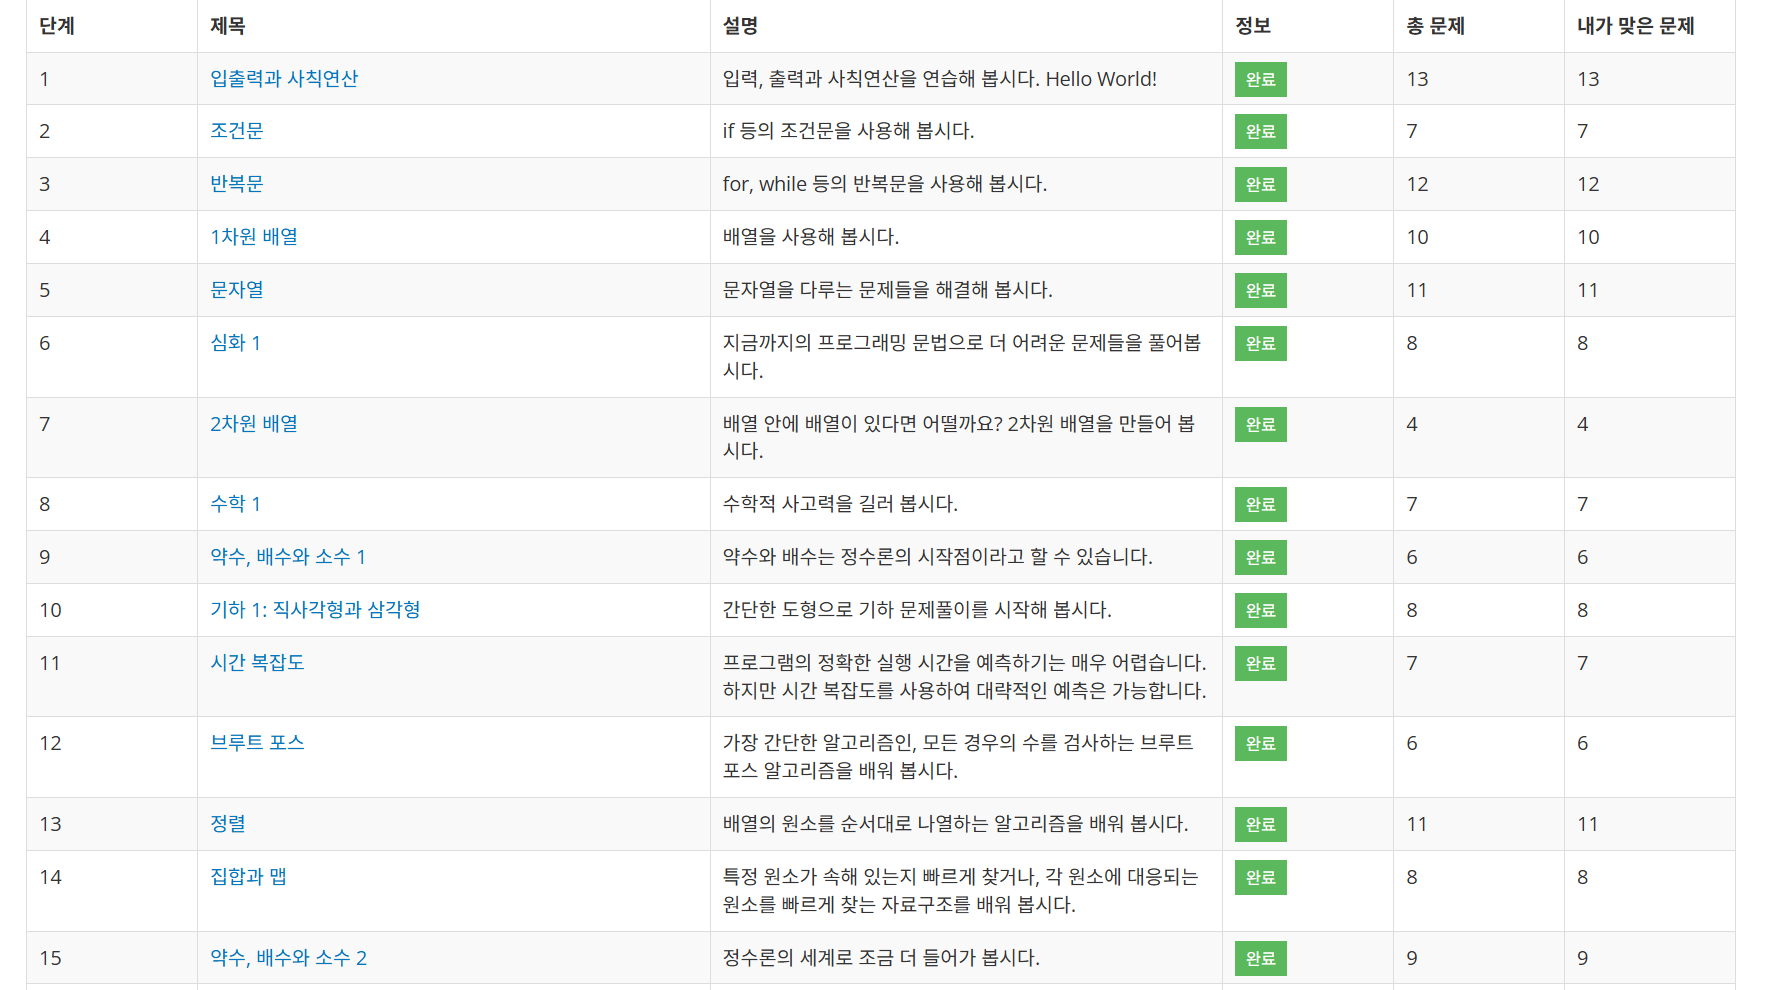 단계 제목 설명 정보 총 문제 내가 맞은 문제
1 입출력과 사칙연산 입력, 출력과 사칙연산을 연습해 봅시다. Hello World! 완료 13 13
2 조건문 if 등의 조건문을 사용해 봅시다. 완료 7 7
3 반복문 for, while 등의 반복문을 사용해 봅시다. 완료 12 12
4 1차원 배열 배열을 사용해 봅시다. 완료 10 10
5 문자열 문자열을 다루는 문제들을 해결해 봅시다. 완료 11 11
6 심화 1 지금까지의 프로그래밍 문법으로 더 어려운 문제들을 풀어봅 완료 8 8
시다.
7 2차원 배열 배열 안에 배열이 있다면 어떨까요? 2차원 배열을 만들어 봅 완료 4 4
시다.
8 수학 1 수학적 사고력을 길러 봅시다. 완료 7 7
9 약수, 배수와 소수 1 약수와 배수는 정수론의 시작점이라고 할 수 있습니다. 완료 6 6
10 기하 1: 직사각형과 삼각형 간단한 도형으로 기하 문제풀이를 시작해 봅시다. 완료 8 8
11 시간 복잡도 프로그램의 정확한 실행 시간을 예측하기는 매우 어렵습니다. 완료 7 7
하지만 시간 복잡도를 사용하여 대략적인 예측은 가능합니다.
12 브루트 포스 가장 간단한 알고리즘인, 모든 경우의 수를 검사하는 브루트 완료 6 6
포스 알고리즘을 배워 봅시다.
13 정렬 배열의 원소를 순서대로 나열하는 알고리즘을 배워 봅시다. 완료 11 11
14 집합과 맵 특정 원소가 속해 있는지 빠르게 찾거나, 각 원소에 대응되는 완료 8 8
원소를 빠르게 찾는 자료구조를 배워 봅시다.
15 약수, 배수와 소수 2 정수론의 세계로 조금 더 들어가 봅시다. 완료 9 9